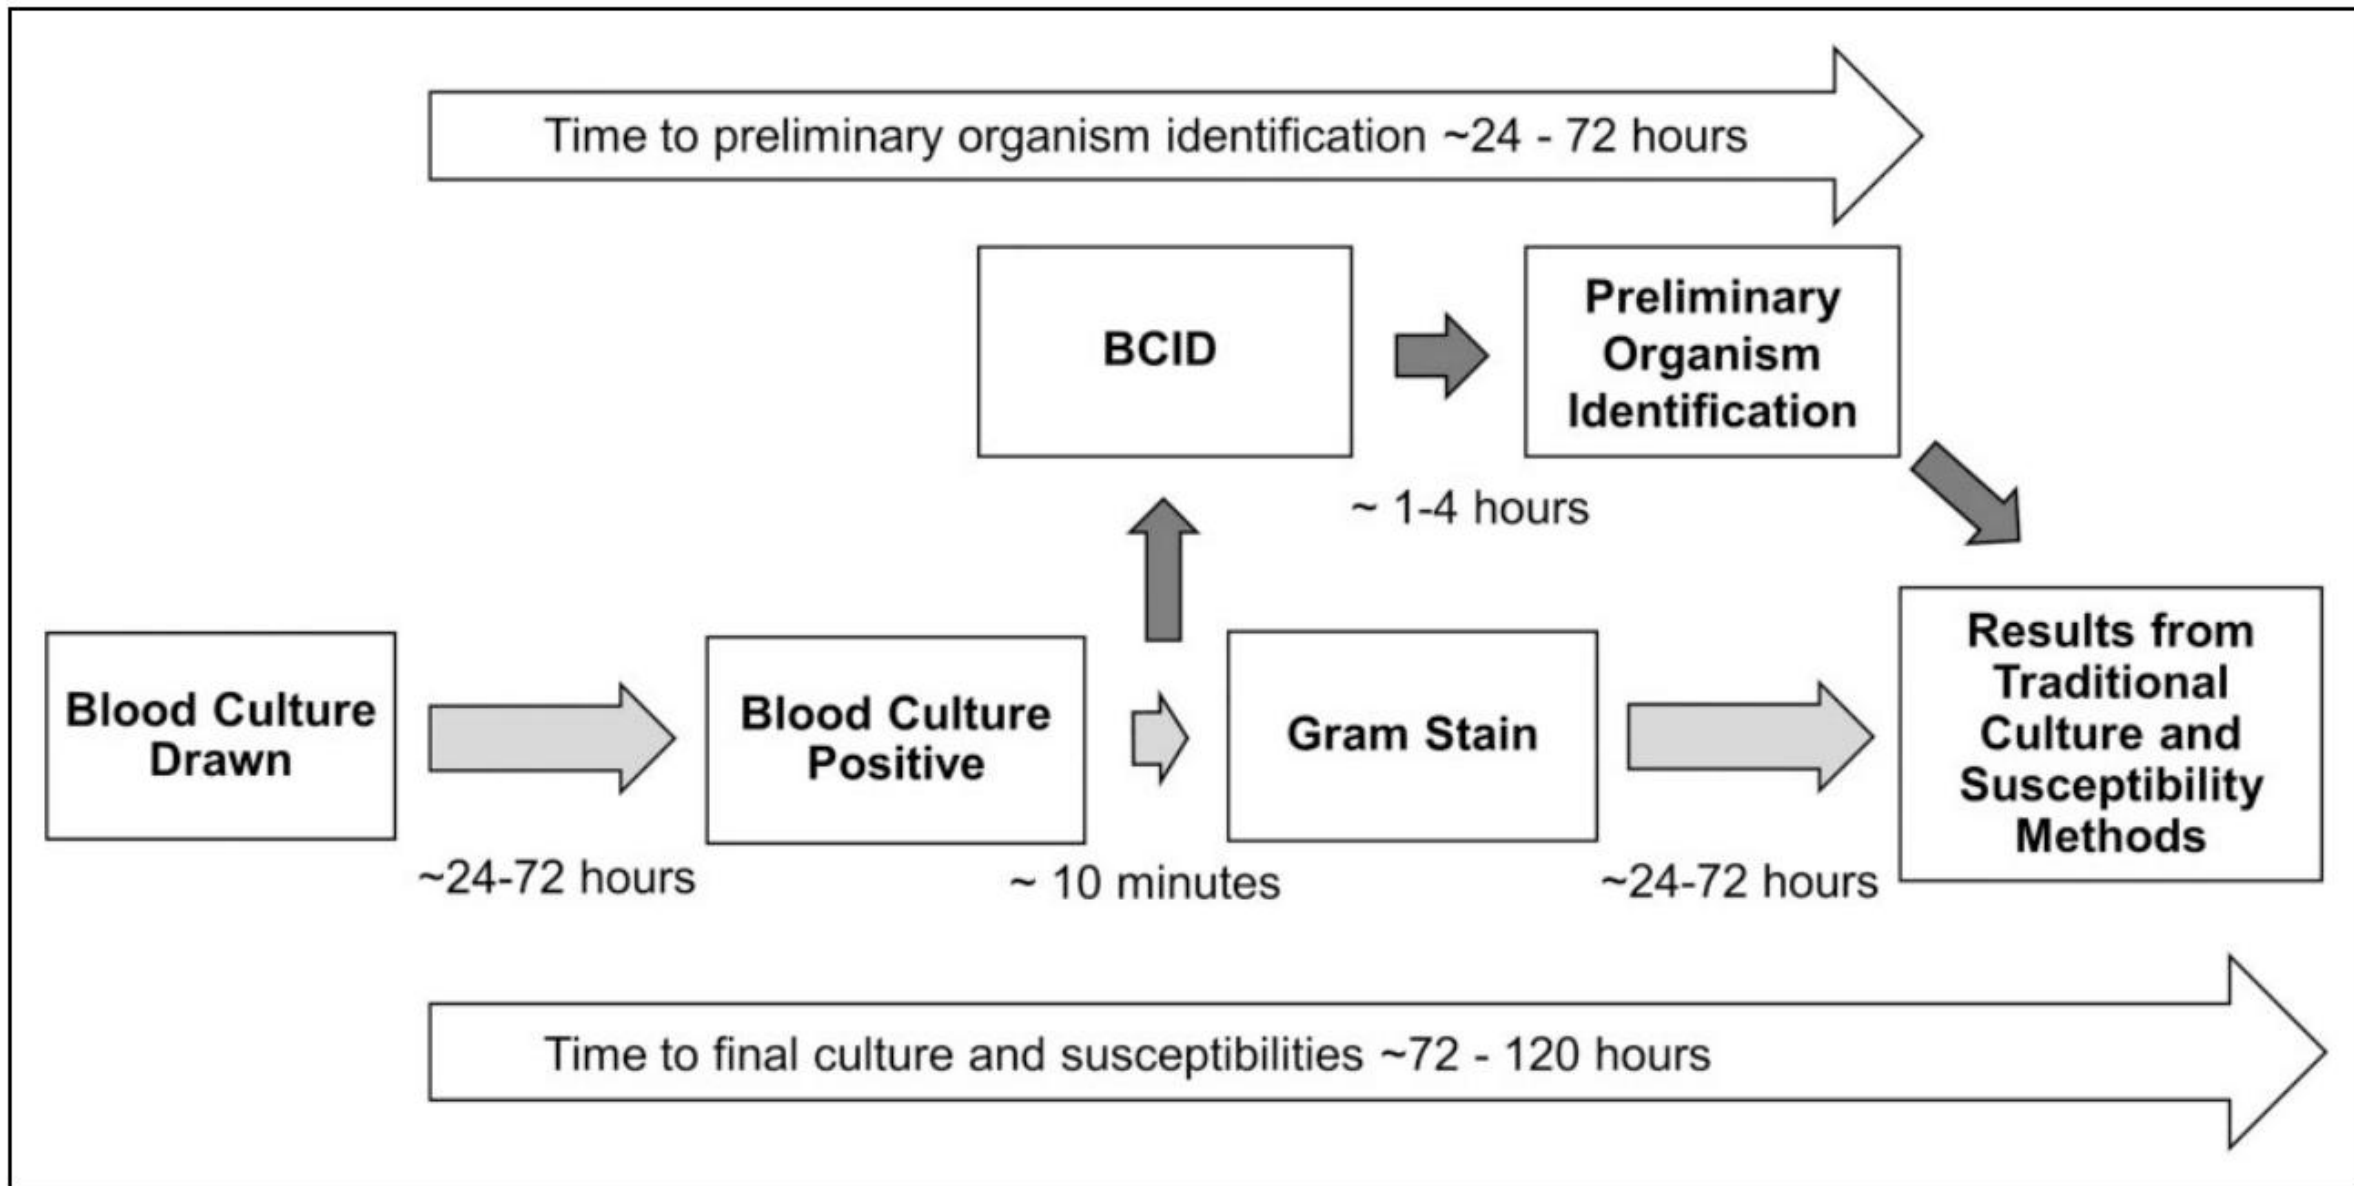 Time to preliminary organism identification ~24 - 72 hours
BCID
Preliminary
Organism
Identification
~ 1-4 hours
Blood Culture
Drawn
~24-72 hours
Blood Culture
Positive
~ 10 minutes
Gram Stain
~24-72 hours
Results from
Traditional
Culture and
Susceptibility
Methods
Time to final culture and susceptibilities ~72 - 120 hours